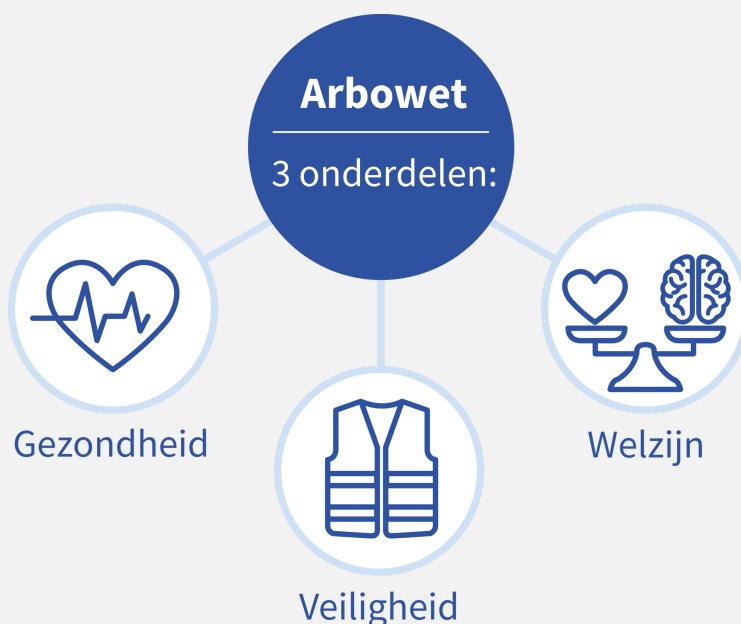 Arbowet
3 onderdelen:
Gezondheid
Welzijn
Veiligheid